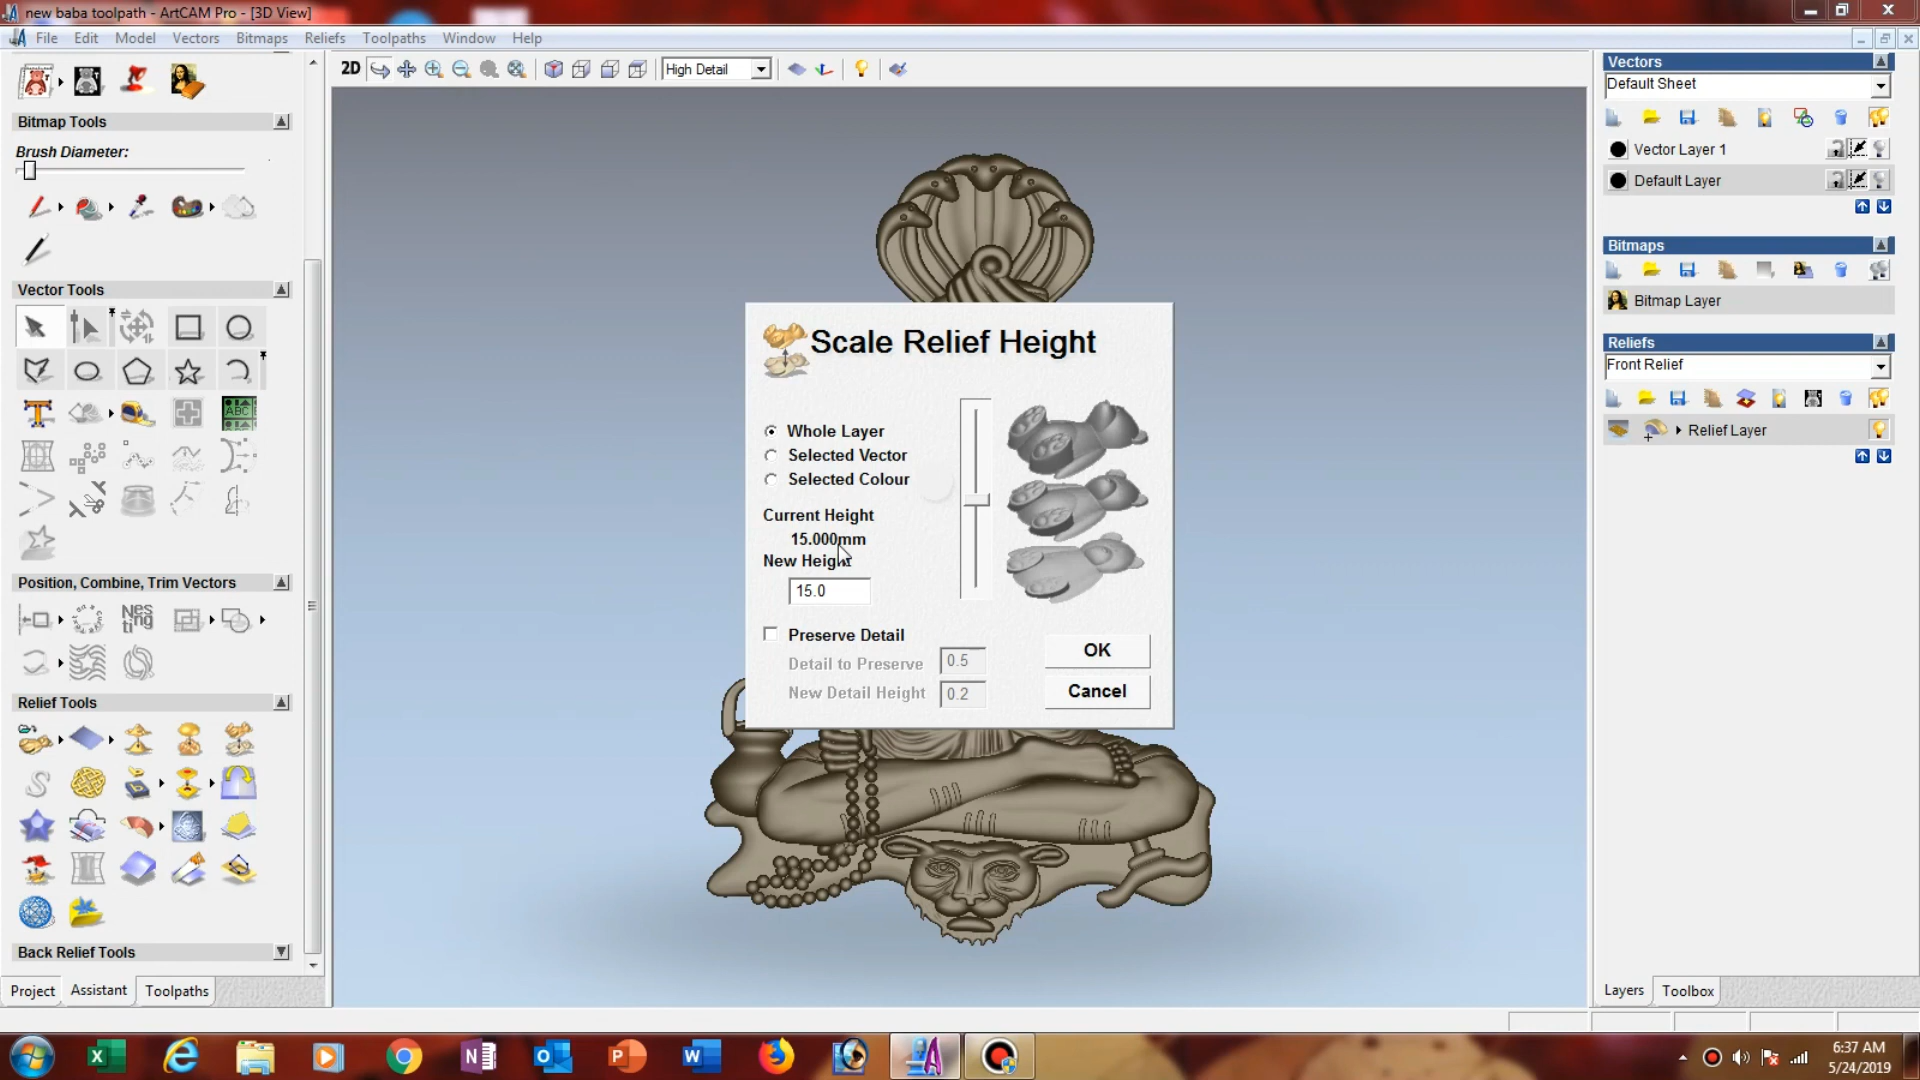 new baba toolpath - ArtCAM Pro - [3D View]
File Edit Model Vectors Bitmaps Reliefs Toolpaths Window Help
2D High Detail
Bitmap Tools
Brush Diameter:
Vector Tools
ABC
Position, Combine, Trim Vectors
Nes
ting
Relief Tools
Back Relief Tools
Project Assistant Toolpaths
Scale Relief Height
Whole Layer
Selected Vector
Selected Colour
Current Height
15.000mm
New Height
15.0
Preserve Detail
Detail to Preserve 0.5
New Detail Height 0.2
OK
Cancel
Vectors
Default Sheet
Vector Layer 1
Default Layer
Bitmaps
Bitmap Layer
Reliefs
Front Relief
Relief Layer
Layers Toolbox
6:37 AM
5/24/2019